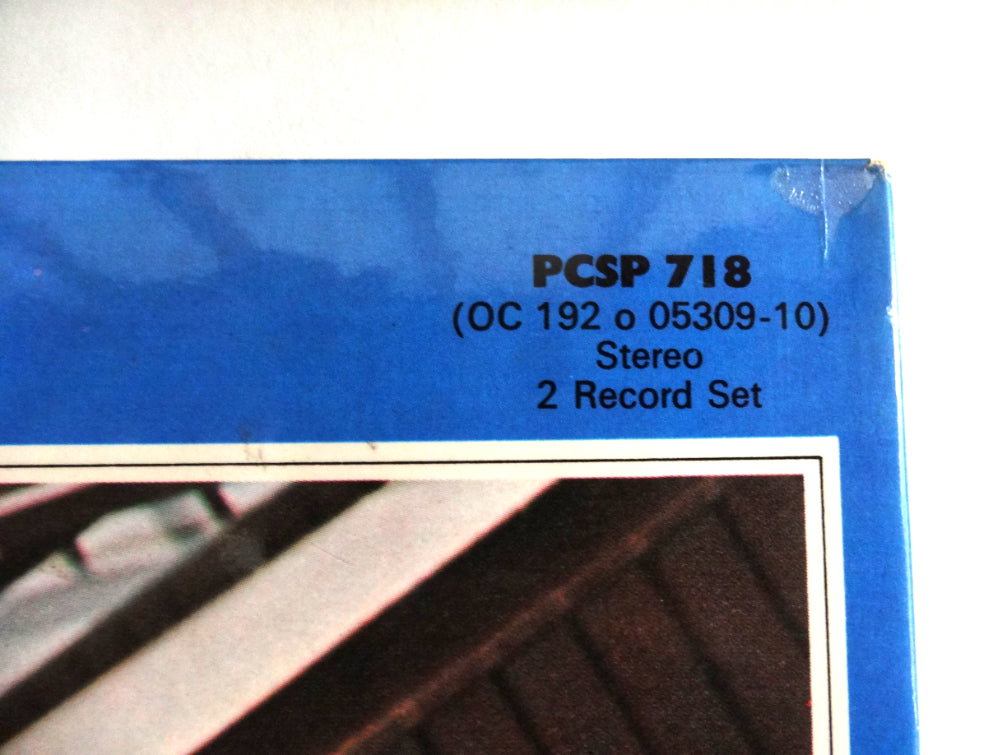 PCSP 718
(OC 192 o 05309-10)
Stereo
2 Record Set